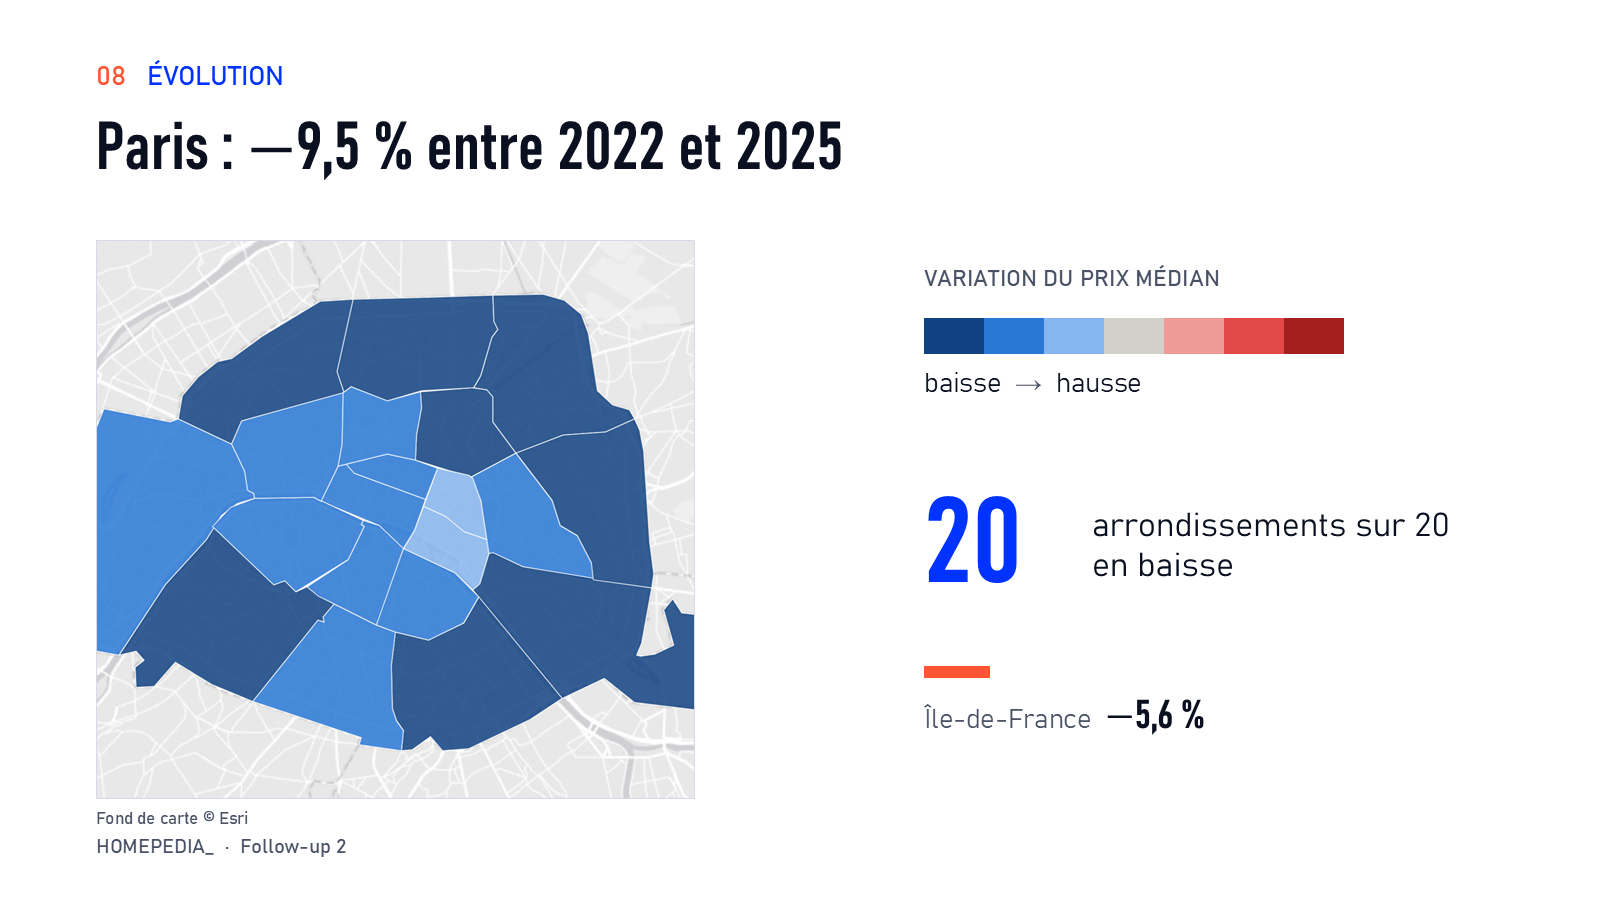 08 ÉVOLUTION
Paris : —9,5 % entre 2022 et 2025
VARIATION DU PRIX MÉDIAN
baisse → hausse
20
arrondissements sur 20
en baisse
Île-de-France —5,6 %
Fond de carte © Esri
HOMEPEDIA_ · Follow-up 2